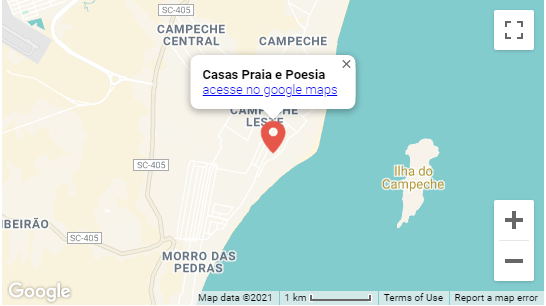 SC-405
CAMPECHE
CENTRAL
CAMPECHE
Casas Praia e Poesia
acesse no google maps
CAMPECHE
LESTE
SC-405
Ilha do
Campeche
IBEIRÃO
SC-405
MORRO DAS
PEDRAS
Google
Map data ©2021
1 km
Terms of Use
Report a map error